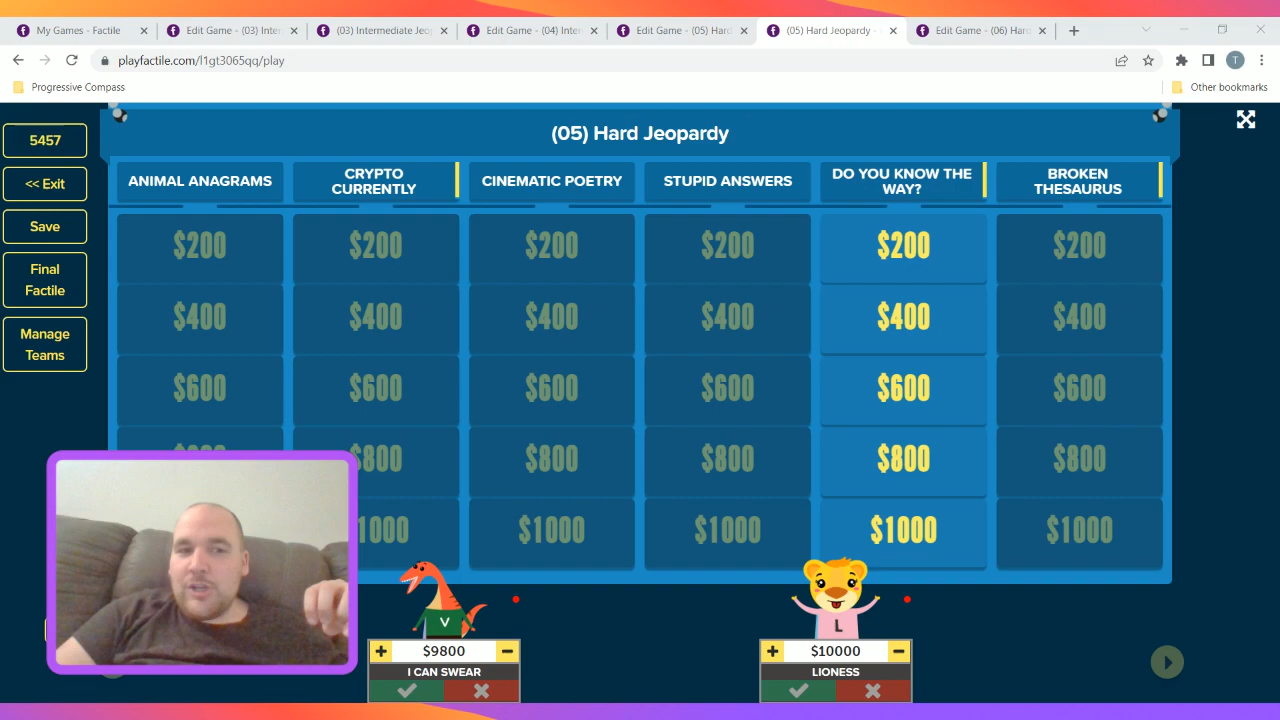 My Games - Factile
Edit Game - (03) Inte
(03) Intermediate Jeop
Edit Game - (04) Inter
Edit Game - (05) Hard
(05) Hard Jeopardy -
Edit Game - (06) Hard
playfactile.com/l1gt3065qq/play
T
Progressive Compass
Other bookmarks
5457
<< Exit
Save
Final
Factile
Manage
Teams
(05) Hard Jeopardy
ANIMAL ANAGRAMS
CRYPTO
CURRENTLY
CINEMATIC POETRY
STUPID ANSWERS
DO YOU KNOW THE
WAY?
BROKEN
THESAURUS
$200 $200 $200 $200 $200 $200
$400 $400 $400 $400 $400 $400
$600 $600 $600 $600 $600 $600
$800 $800 $800 $800 $800
1000 $1000 $1000 $1000 $1000
V
L
+ $9800 −
I CAN SWEAR
+ $10000 −
LIONESS